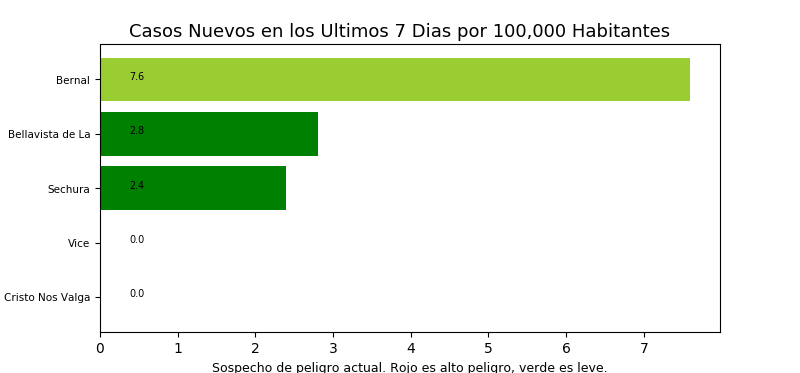 Casos Nuevos en los Ultimos 7 Dias por 100,000 Habitantes
Bernal 7.6
Bellavista de La 2.8
Sechura 2.4
Vice 0.0
Cristo Nos Valga 0.0
0 1 2 3 4 5 6 7
Sospecho de peligro actual. Rojo es alto peligro, verde es leve.